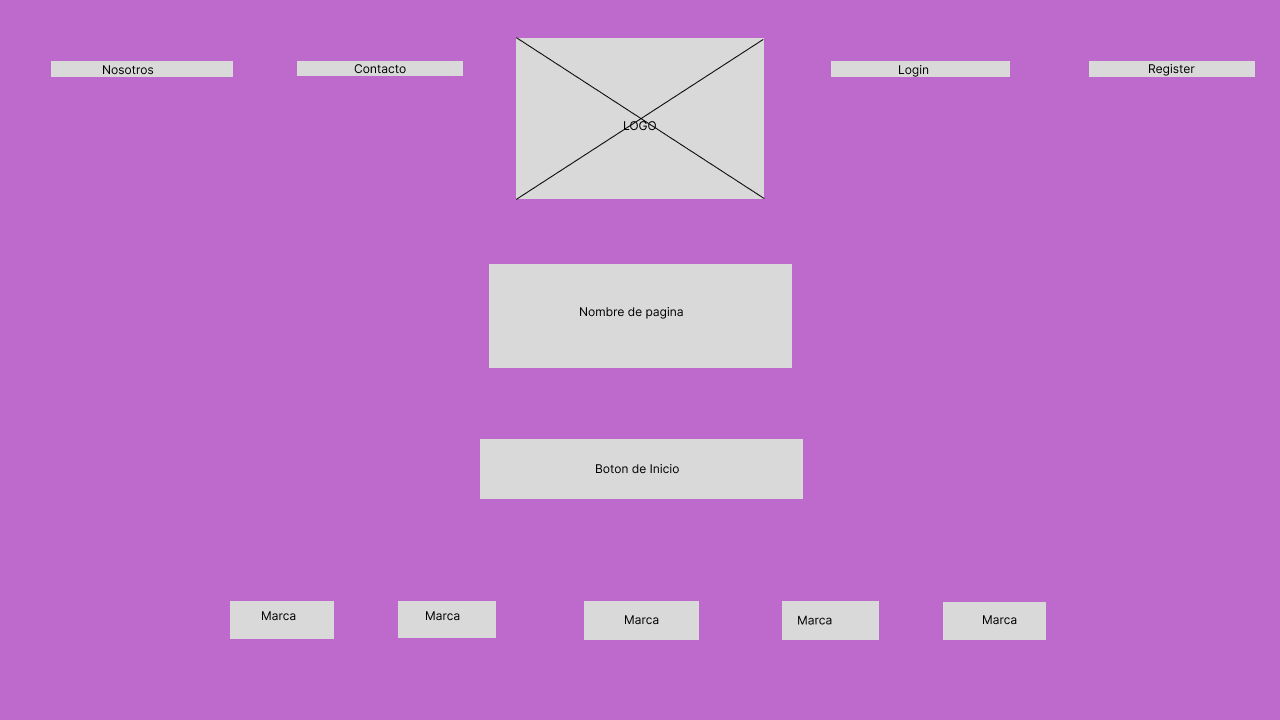 Nosotros
Contacto
LOGO
Login
Register
Nombre de pagina
Boton de Inicio
Marca
Marca
Marca
Marca
Marca